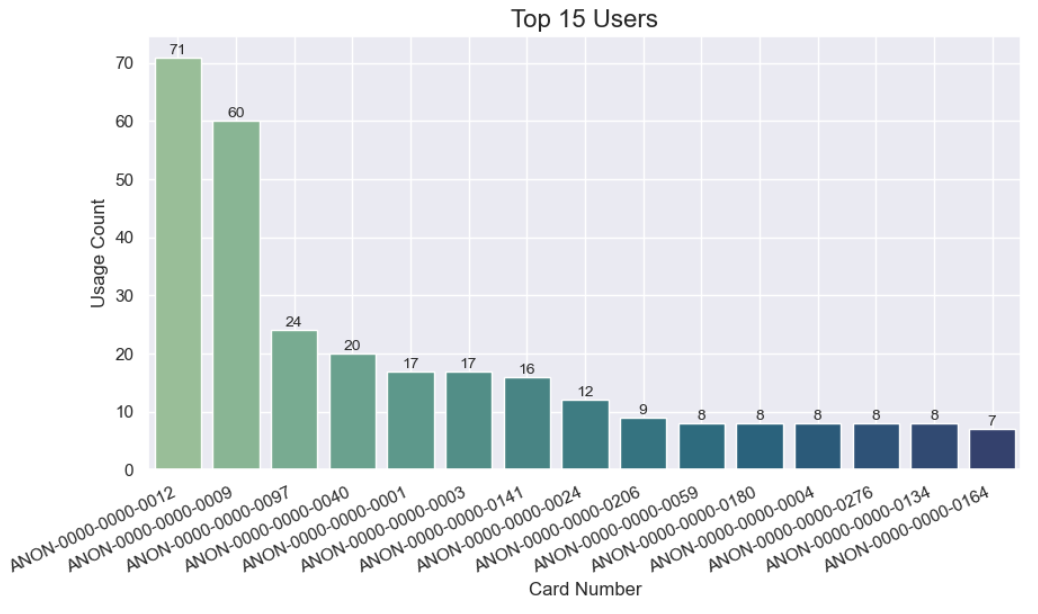 Top 15 Users
Usage Count
70
60
50
40
30
20
10
0
71
60
24
20
17
17
16
12
9
8
8
8
8
8
7
ANON-0000-0000-0012
ANON-0000-0000-0009
ANON-0000-0000-0097
ANON-0000-0000-0040
ANON-0000-0000-0001
ANON-0000-0000-0003
ANON-0000-0000-0141
ANON-0000-0000-0024
ANON-0000-0000-0206
ANON-0000-0000-0059
ANON-0000-0000-0180
ANON-0000-0000-0004
ANON-0000-0000-0276
ANON-0000-0000-0134
ANON-0000-0000-0164
Card Number